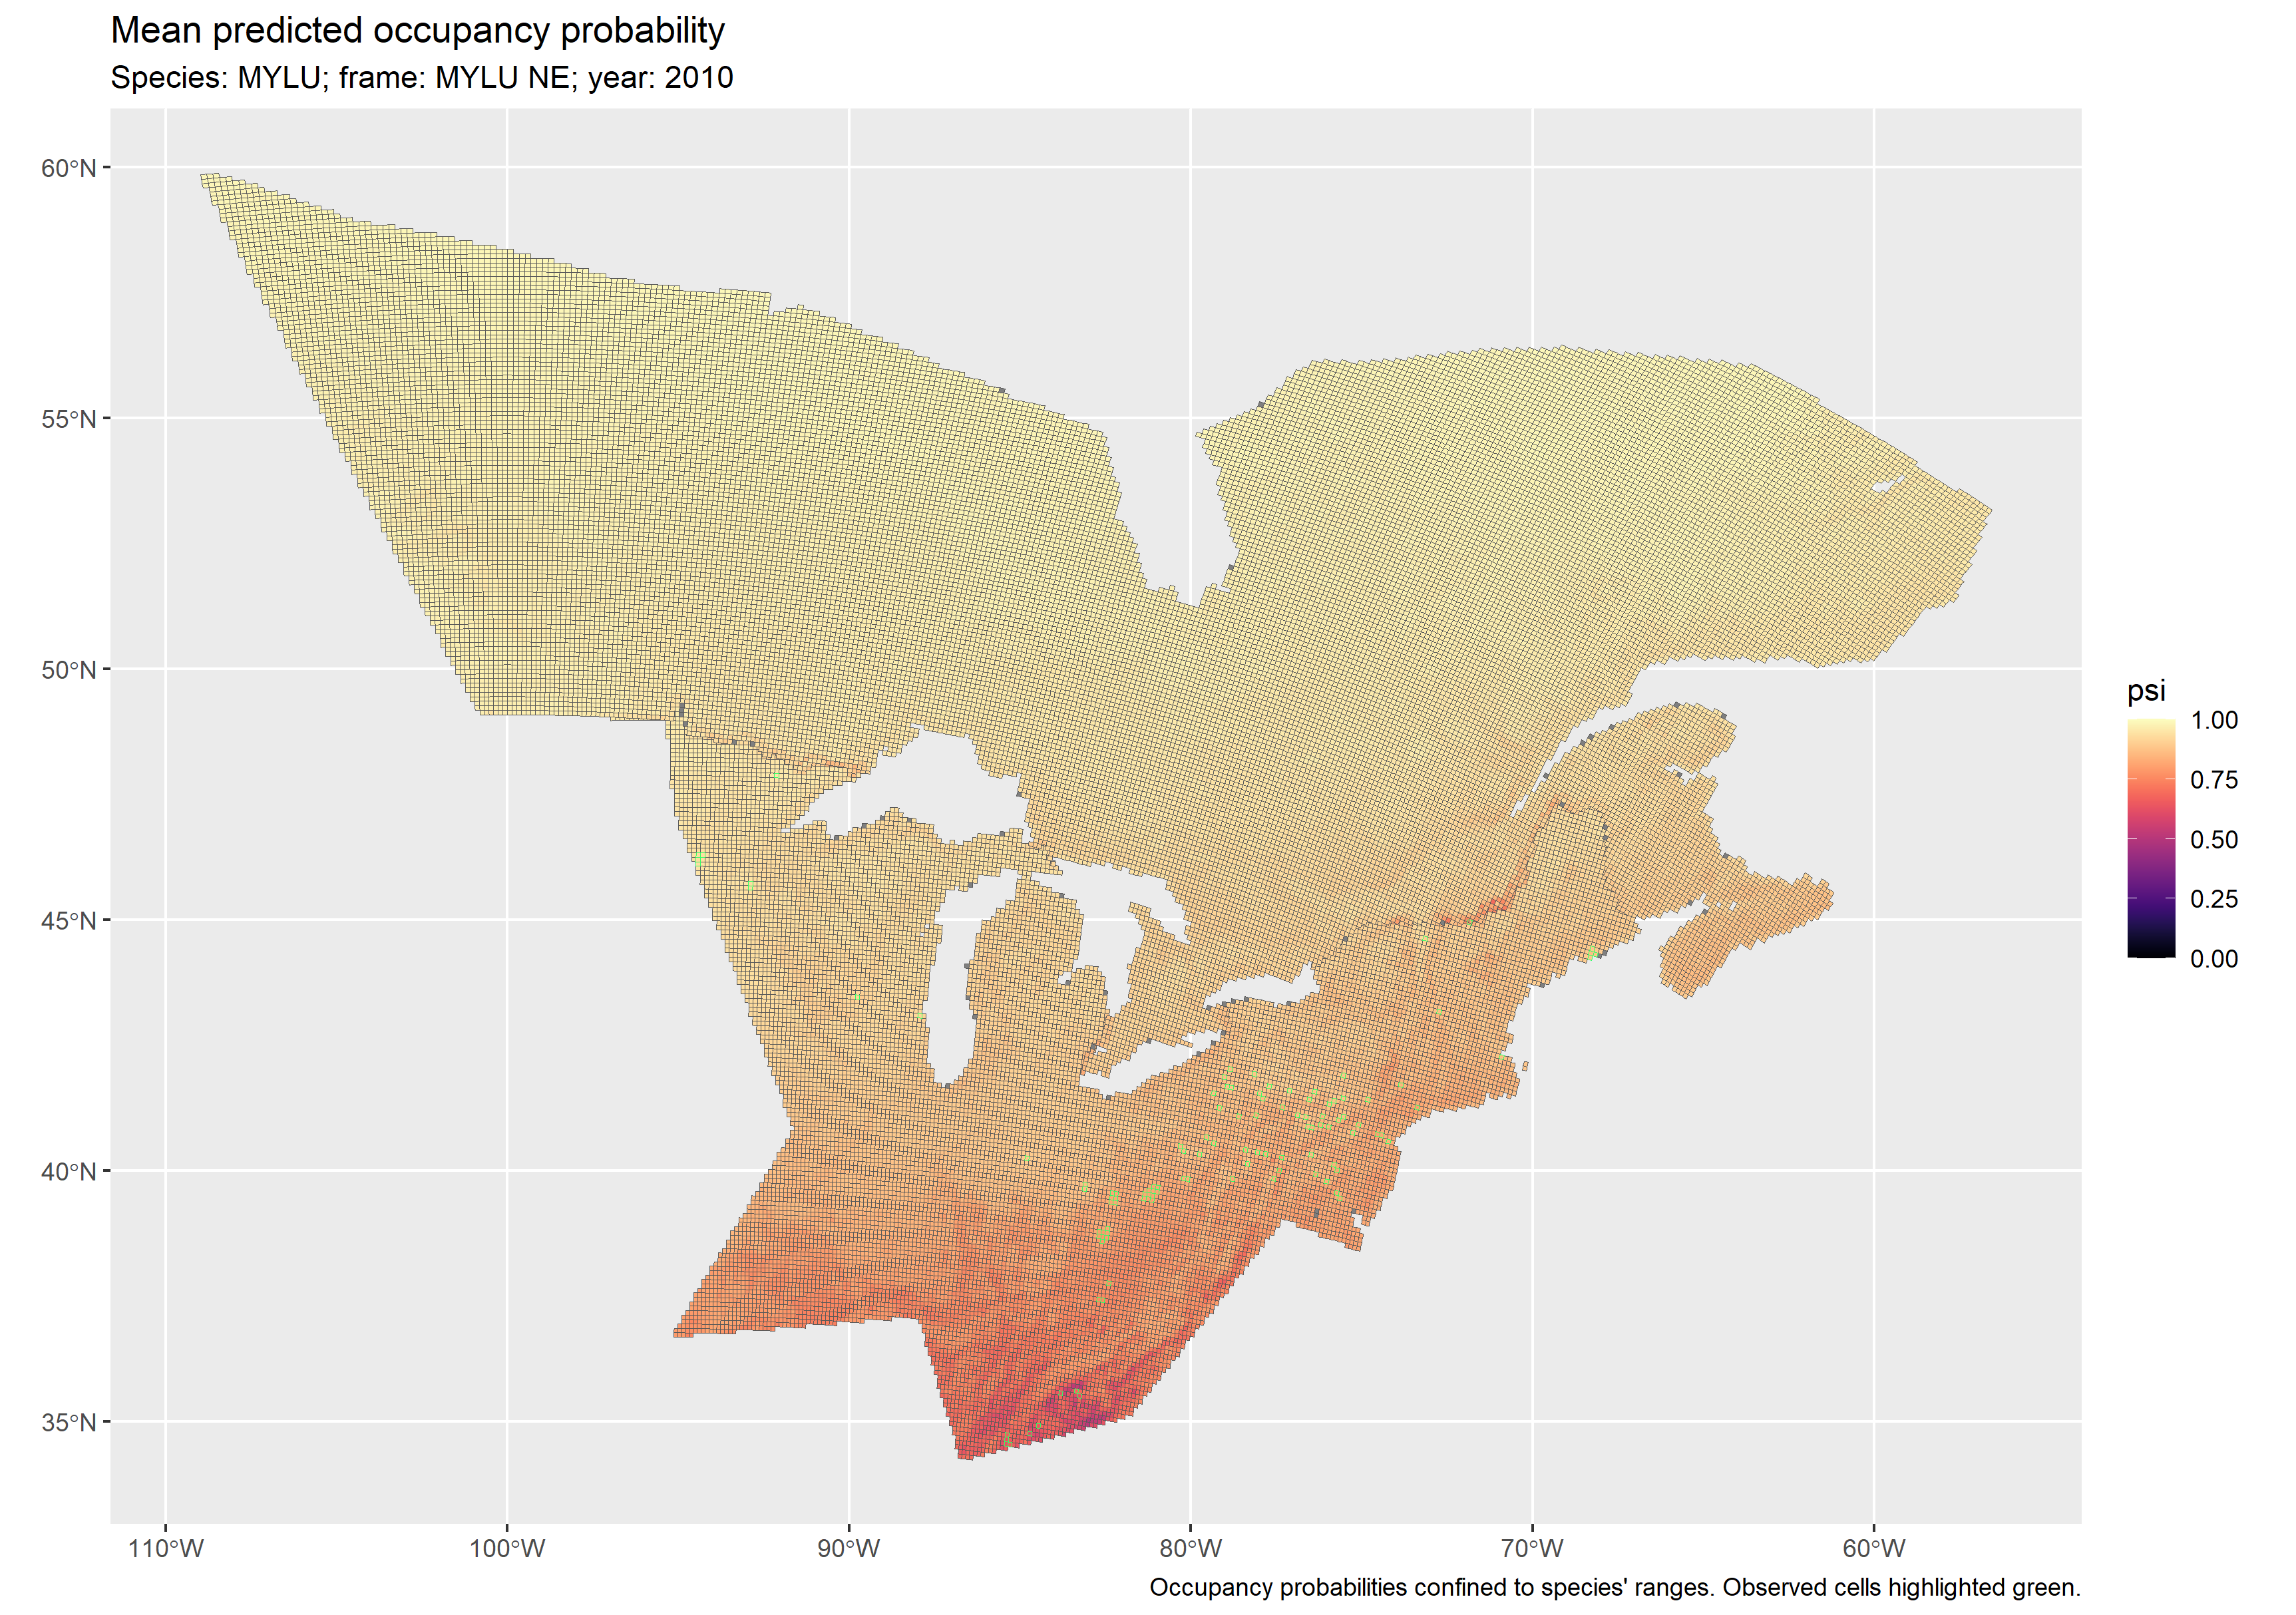 Mean predicted occupancy probability
Species: MYLU; frame: MYLU NE; year: 2010
60°N
55°N
50°N
45°N
40°N
35°N
110°W
100°W
90°W
80°W
70°W
60°W
psi
1.00
0.75
0.50
0.25
0.00
Occupancy probabilities confined to species' ranges. Observed cells highlighted green.